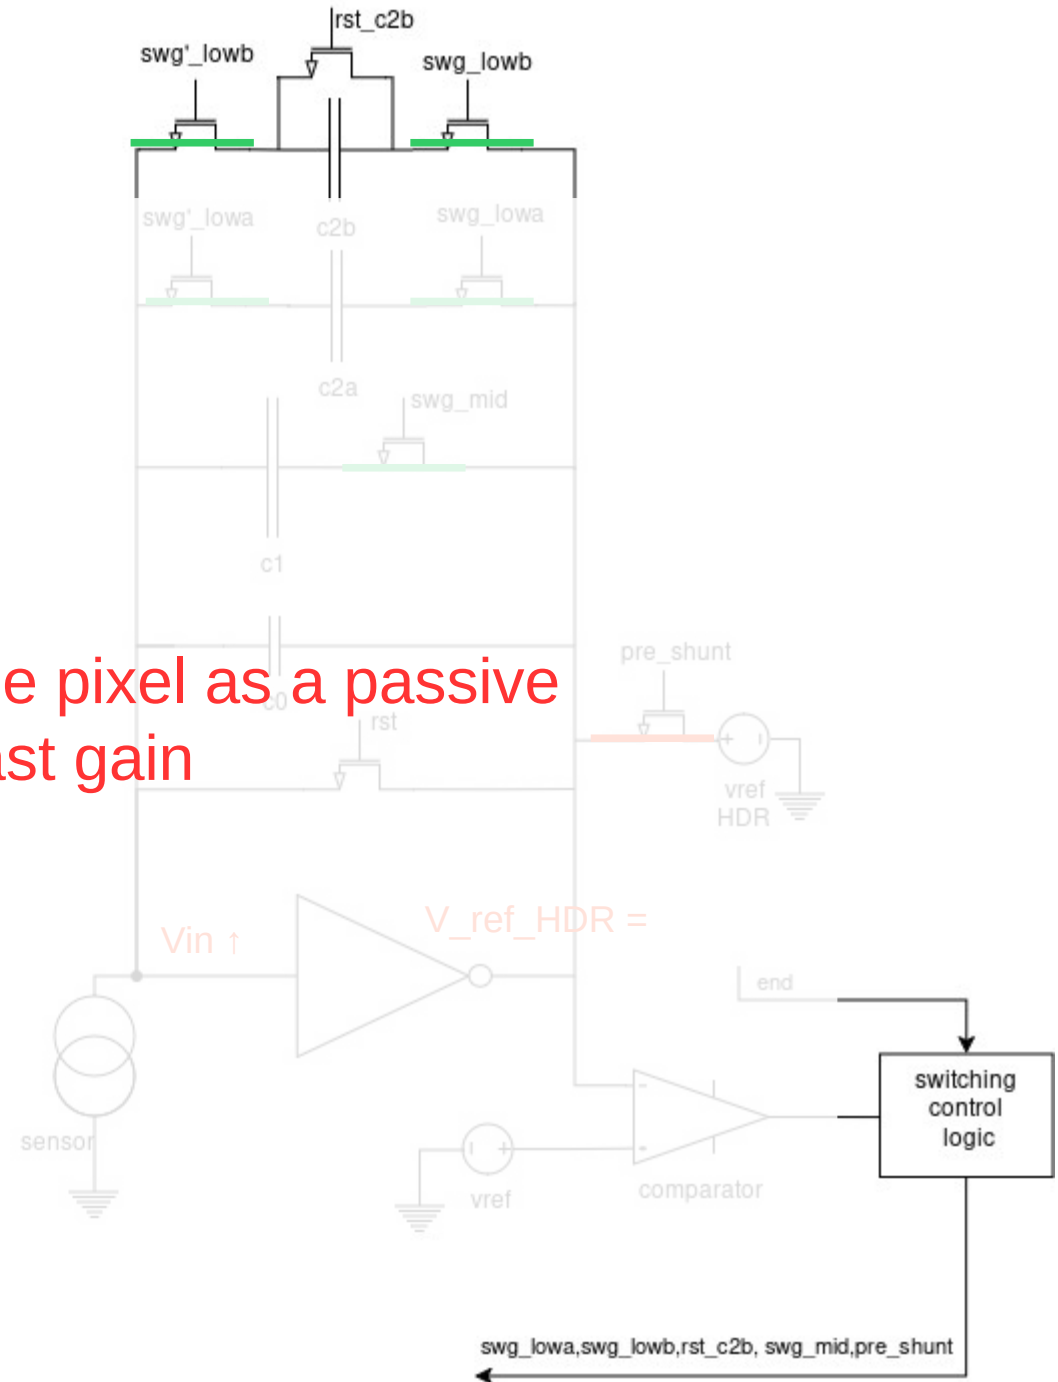 rst_c2b
swg'_lowb
swg_lowb
swg'_lowa
swg_lowa
c2b
c2a
swg_mid
c1
pre_shunt
e pixel as a passive
c0
rst
ast gain
vref
HDR
V_ref_HDR =
Vin ↑
end
switching
control
logic
sensor
comparator
vref
swg_lowa,swg_lowb,rst_c2b, swg_mid,pre_shunt